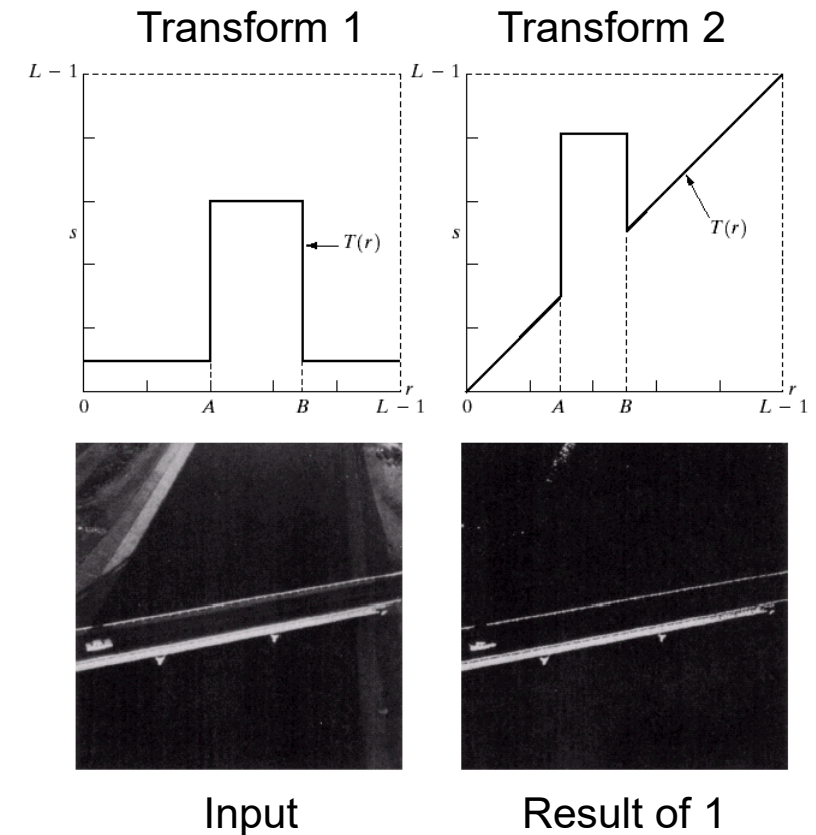 Transform 1
Transform 2
L − 1
s
T(r)
r
0
A
B
L − 1
L − 1
s
T(r)
r
0
A
B
L − 1
Input
Result of 1